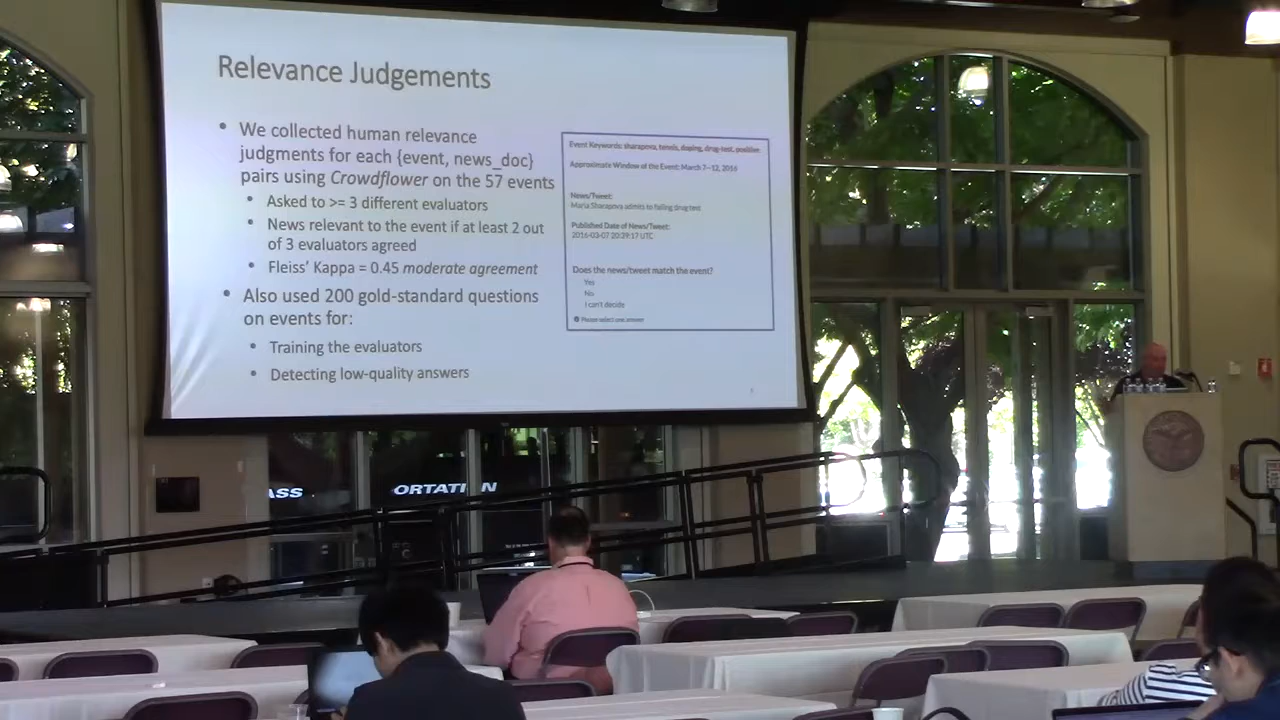 Relevance Judgements
• We collected human relevance
judgments for each {event, news_doc}
pairs using Crowdflower on the 57 events
• Asked to >= 3 different evaluators
• News relevant to the event if at least 2 out
of 3 evaluators agreed
• Fleiss' Kappa = 0.45 moderate agreement
• Also used 200 gold-standard questions
on events for:
• Training the evaluators
• Detecting low-quality answers
Event Keywords: sharapova, tennis, doping, drug-test, positive
Approximate Window of the Event: March 7–12, 2016
News/Tweet:
Maria Sharapova admits to failing drug test
Published Date of News/Tweet:
2016-03-07 20:39:17 UTC
Does the news/tweet match the event?
Yes
No
I can't decide
Please select one answer
ASS
ORTATION